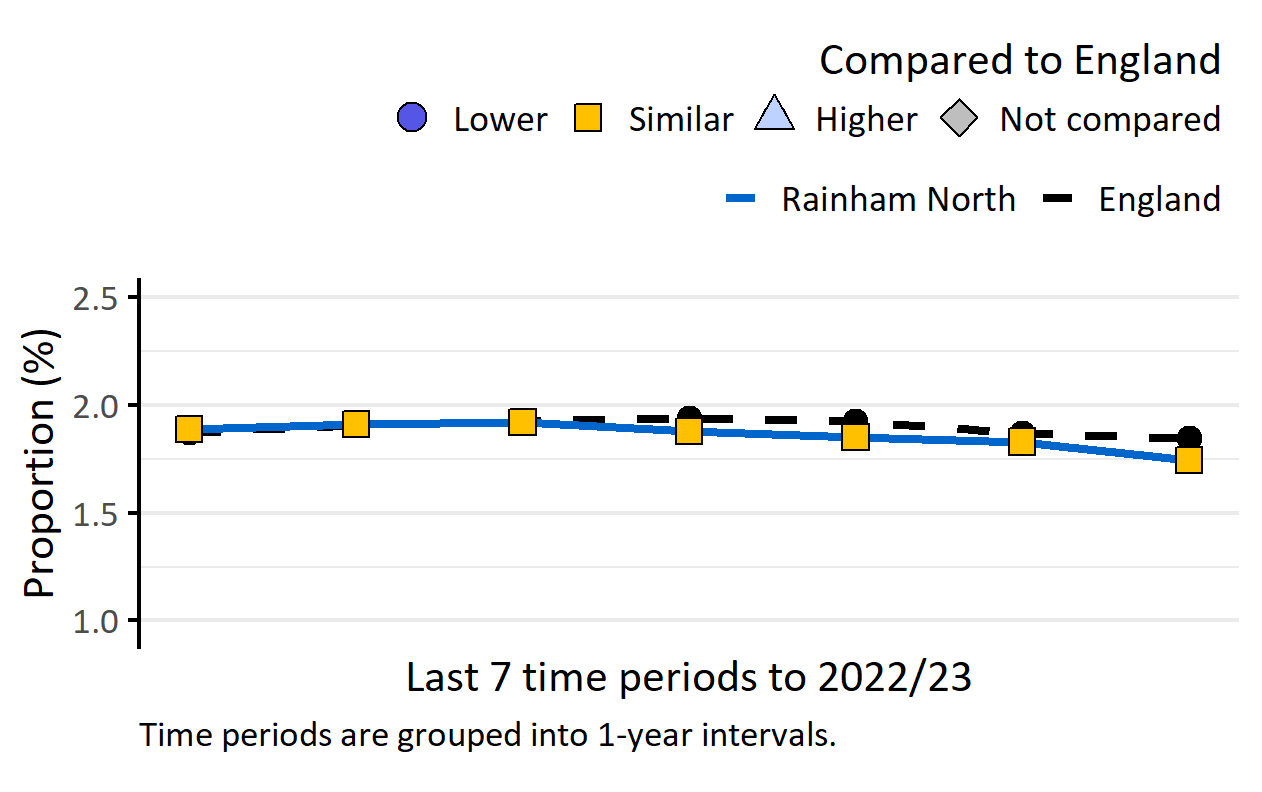 Compared to England
Lower Similar Higher Not compared
Rainham North England
Proportion (%)
2.5
2.0
1.5
1.0
Last 7 time periods to 2022/23
Time periods are grouped into 1-year intervals.